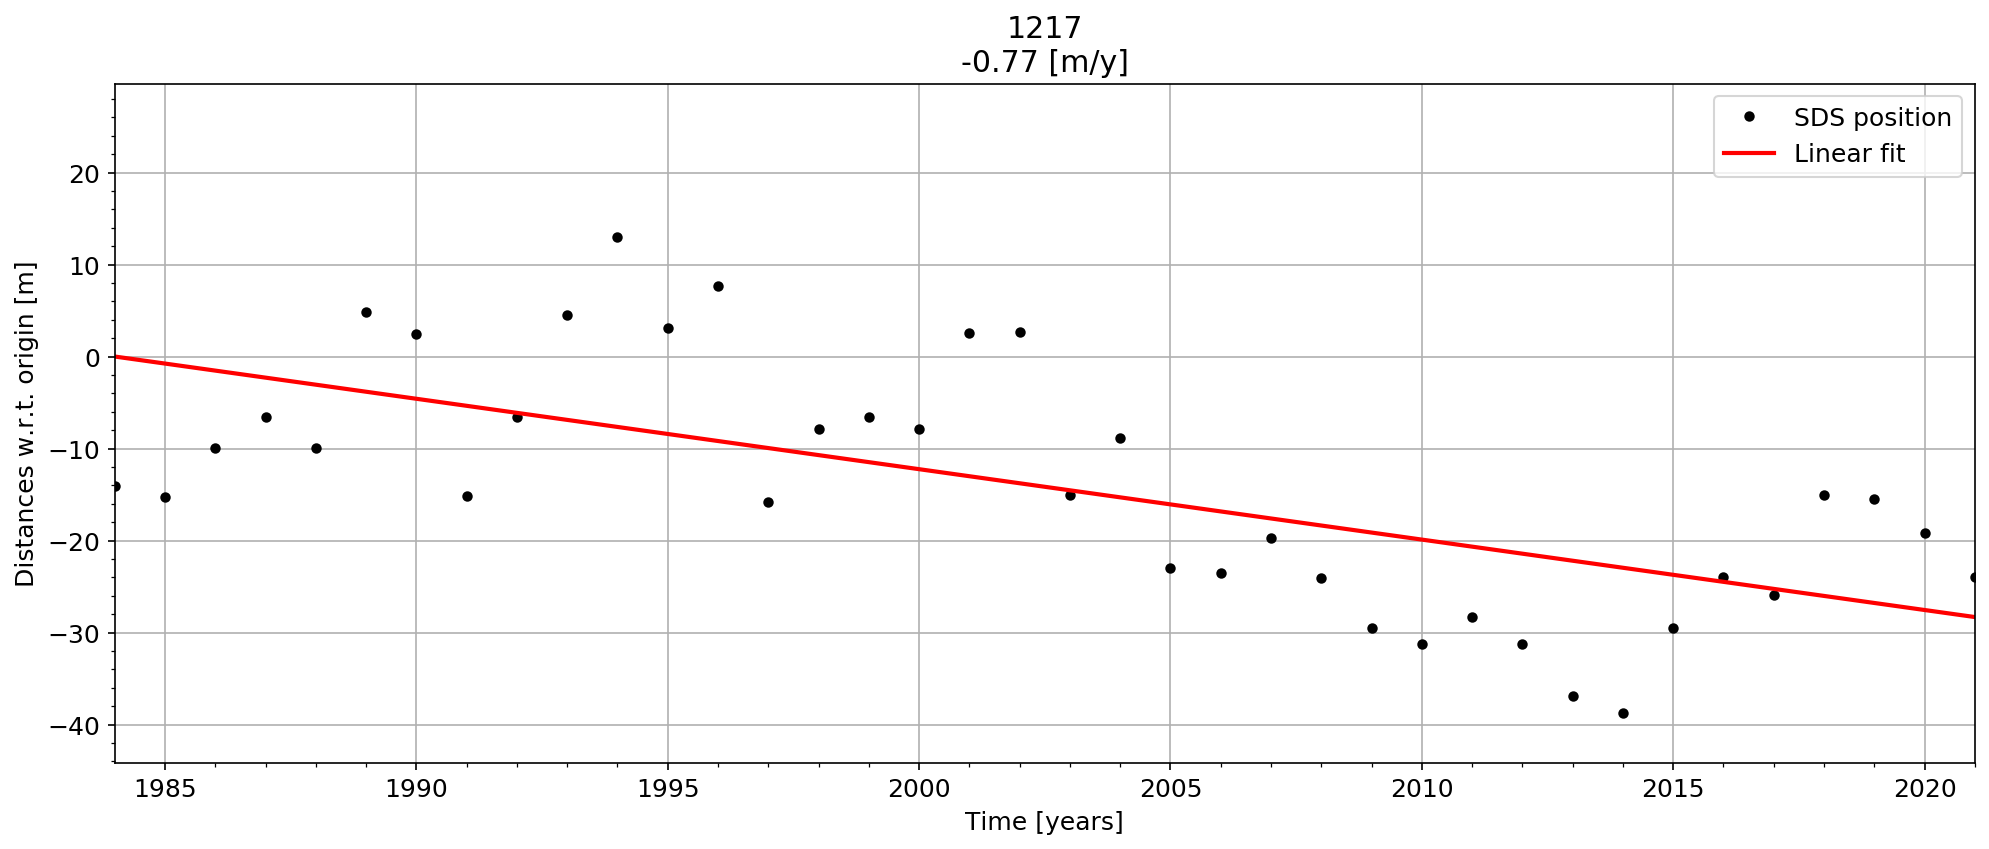 1217
-0.77 [m/y]
SDS position
Linear fit
Distances w.r.t. origin [m]
20
10
0
−10
−20
−30
−40
1985 1990 1995 2000 2005 2010 2015 2020
Time [years]